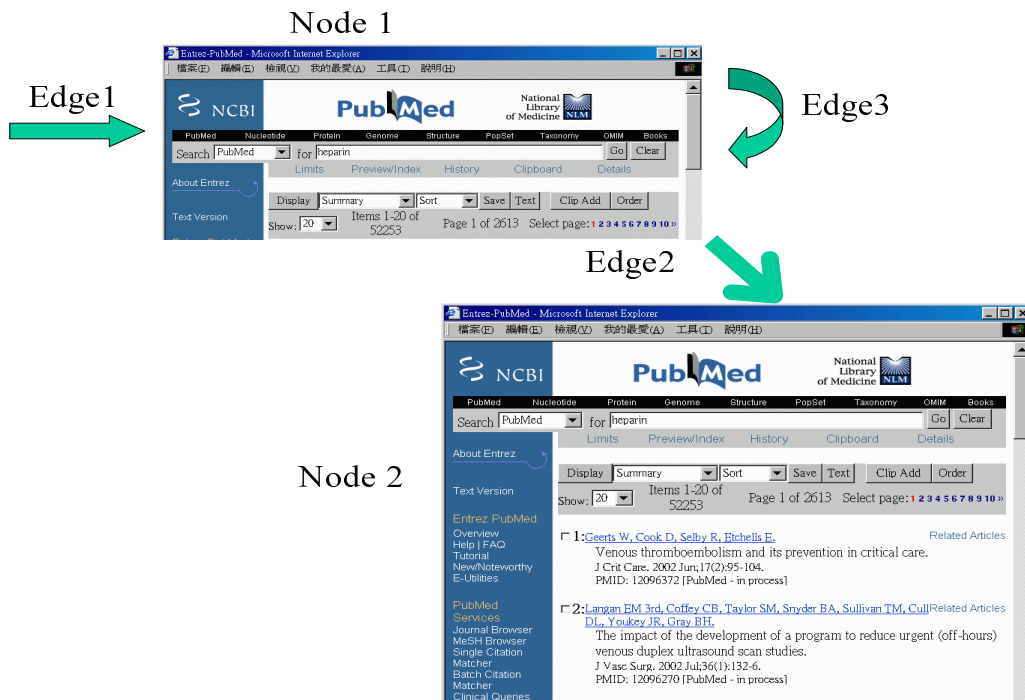 Node 1
Entrez-PubMed - Microsoft Internet Explorer
檔案(F) 編輯(E) 檢視(V) 我的最愛(A) 工具(T) 說明(H)
Edge1
NCBI
PubMed
National
Library
of Medicine NLM
Edge3
PubMed Nucleotide Protein Genome Structure PopSet Taxonomy OMIM Books
Search PubMed for heparin Go Clear
Limits Preview/Index History Clipboard Details
About Entrez
Display Summary Sort Save Text Clip Add Order
Text Version
Show: 20 Items 1-20 of
52253 Page 1 of 2613 Select page: 1 2 3 4 5 6 7 8 9 10 »
Edge2
Entrez-PubMed - Microsoft Internet Explorer
檔案(F) 編輯(E) 檢視(V) 我的最愛(A) 工具(T) 說明(H)
NCBI
PubMed
National
Library
of Medicine NLM
PubMed Nucleotide Protein Genome Structure PopSet Taxonomy OMIM Books
Search PubMed for heparin Go Clear
Limits Preview/Index History Clipboard Details
About Entrez
Display Summary Sort Save Text Clip Add Order
Node 2
Text Version
Show: 20 Items 1-20 of
52253 Page 1 of 2613 Select page: 1 2 3 4 5 6 7 8 9 10 »
Entrez PubMed
Overview
Help | FAQ
Tutorial
New/Noteworthy
E-Utilities
PubMed
Services
Journal Browser
MeSH Browser
Single Citation
Matcher
Batch Citation
Matcher
Clinical Queries
1: Geerts W, Cook D, Selby R, Etchells E. Related Articles
Venous thromboembolism and its prevention in critical care.
J Crit Care. 2002 Jun;17(2):95-104.
PMID: 12096372 [PubMed - in process]
2: Langan EM 3rd, Coffey CB, Taylor SM, Snyder BA, Sullivan TM, Cull Related Articles
DL, Youkey JR, Gray BH.
The impact of the development of a program to reduce urgent (off-hours)
venous duplex ultrasound scan studies.
J Vasc Surg. 2002 Jul;36(1):132-6.
PMID: 12096270 [PubMed - in process]